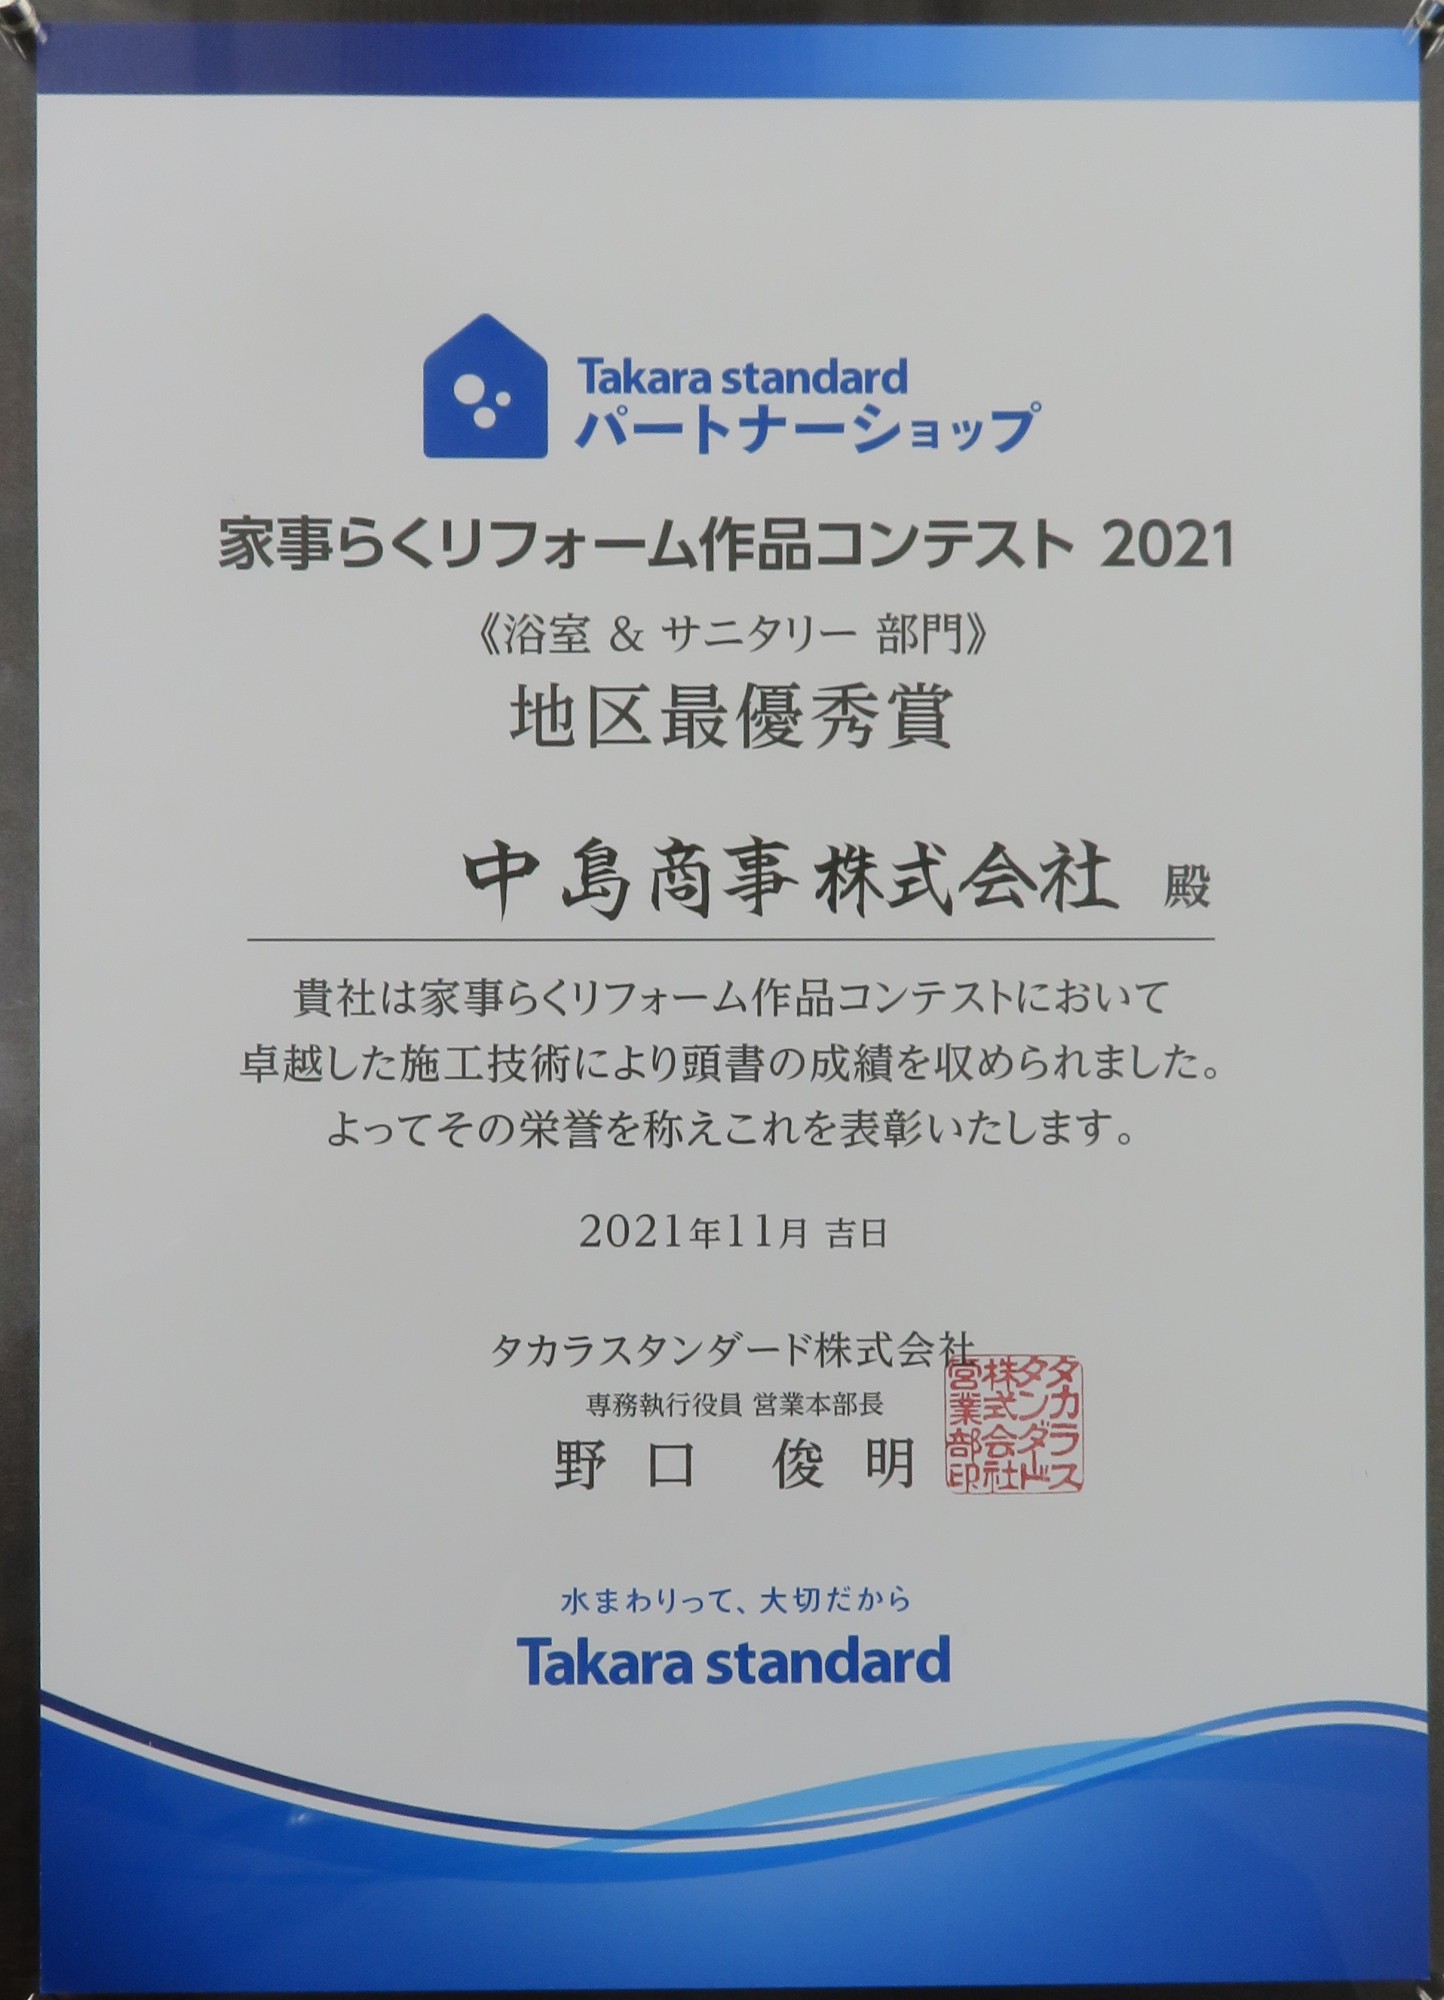 Takara standard
パートナーショップ
家事らくリフォーム作品コンテスト 2021
《浴室 & サニタリー 部門》
地区最優秀賞
中島商事株式会社 殿
貴社は家事らくリフォーム作品コンテストにおいて
卓越した施工技術により頭書の成績を収められました。
よってその栄誉を称えこれを表彰いたします。
2021年11月 吉日
タカラスタンダード株式会社
専務執行役員 営業本部長
野口 俊明
タカラス
タンダード
株式会社
営業部印
水まわりって、大切だから
Takara standard